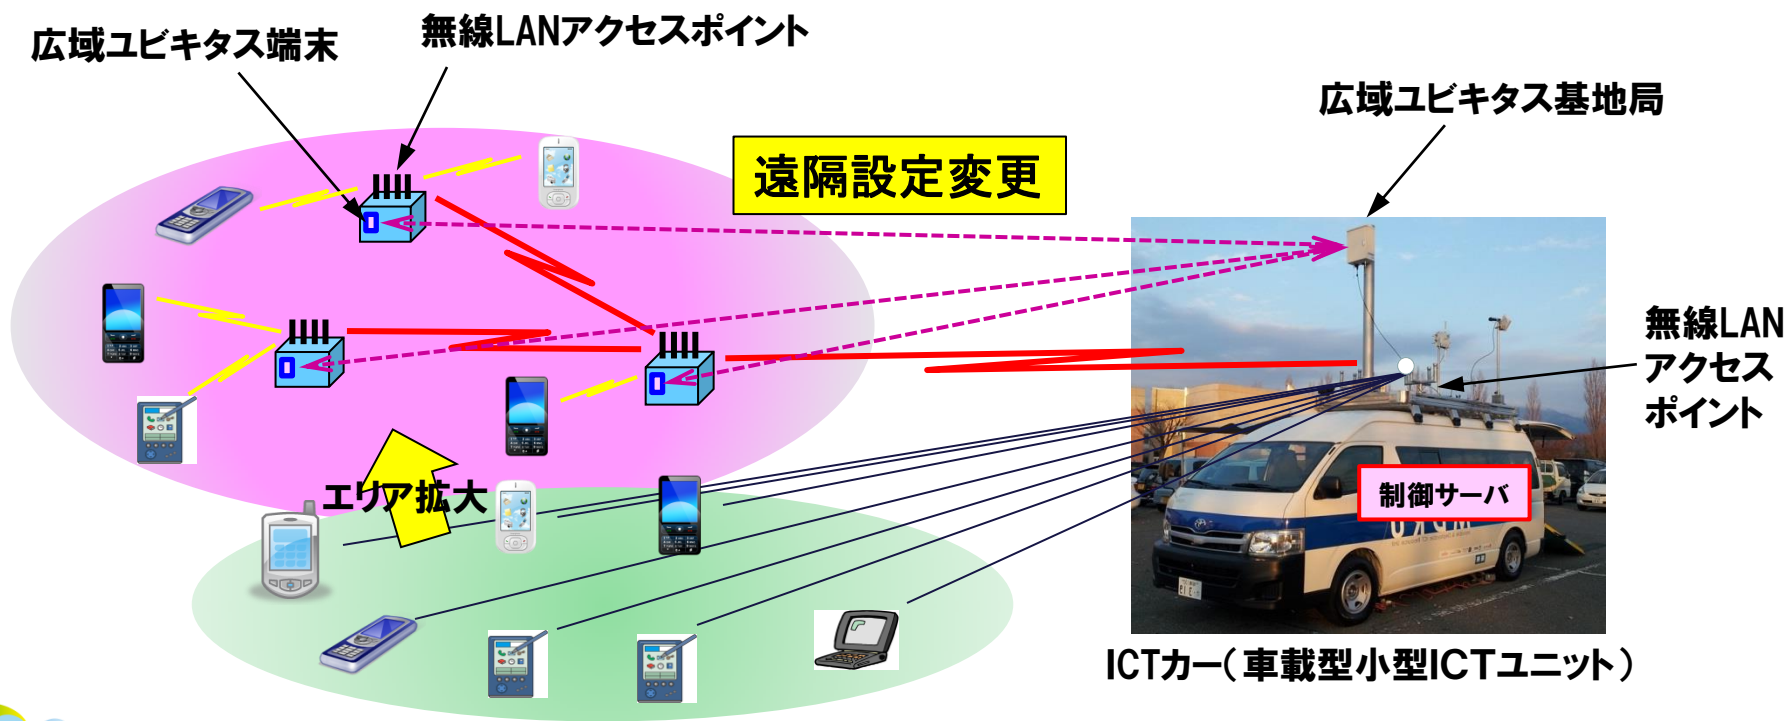 広域ユビキタス端末
無線LANアクセスポイント
広域ユビキタス基地局
遠隔設定変更
無線LAN
アクセス
ポイント
エリア拡大
制御サーバ
ICTカー(車載型小型ICTユニット)